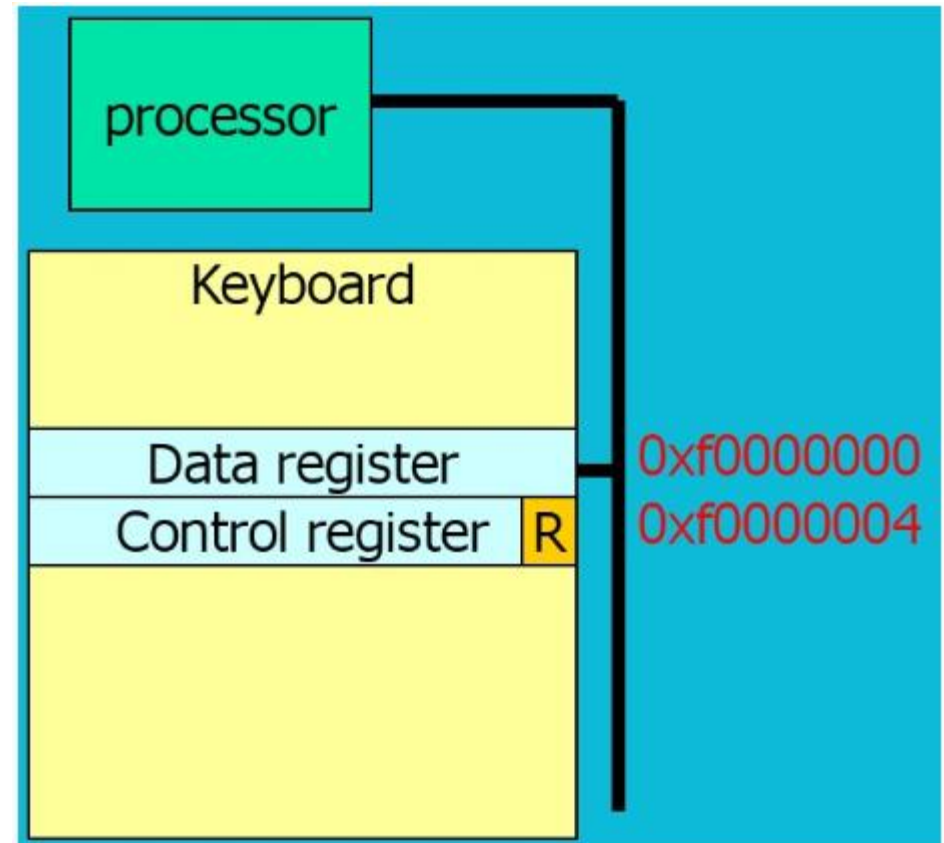 processor
Keyboard
Data register 0xf0000000
Control register R 0xf0000004